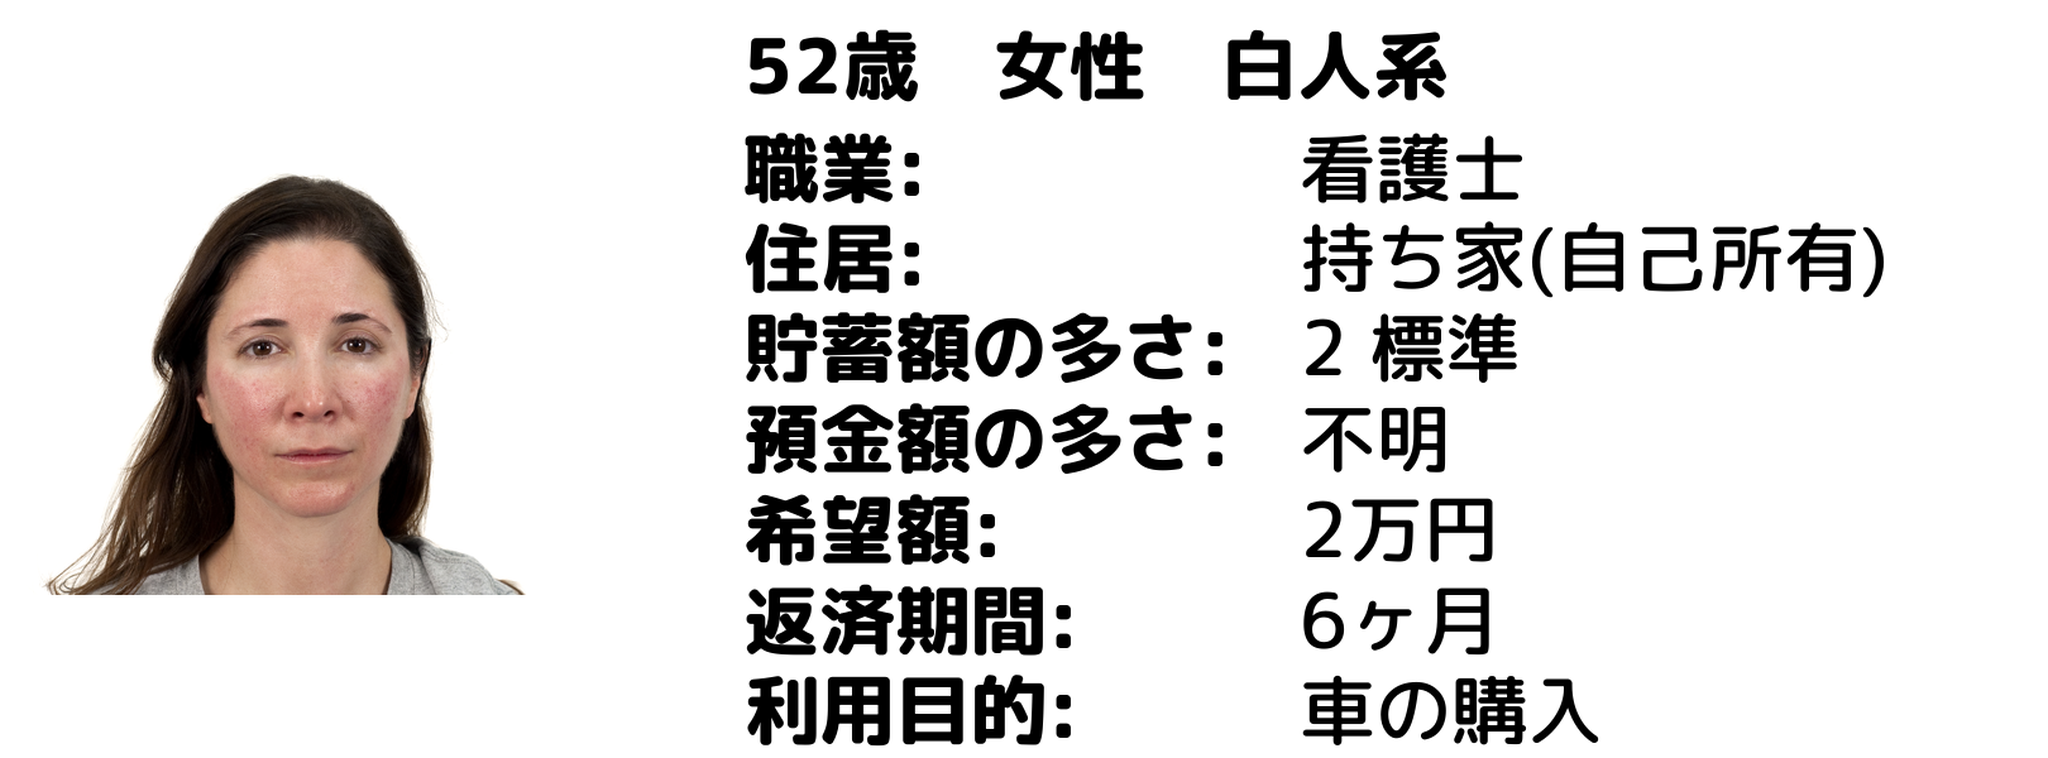 52歳　女性　白人系
職業: 看護士
住居: 持ち家(自己所有)
貯蓄額の多さ: 2 標準
預金額の多さ: 不明
希望額: 2万円
返済期間: 6ヶ月
利用目的: 車の購入